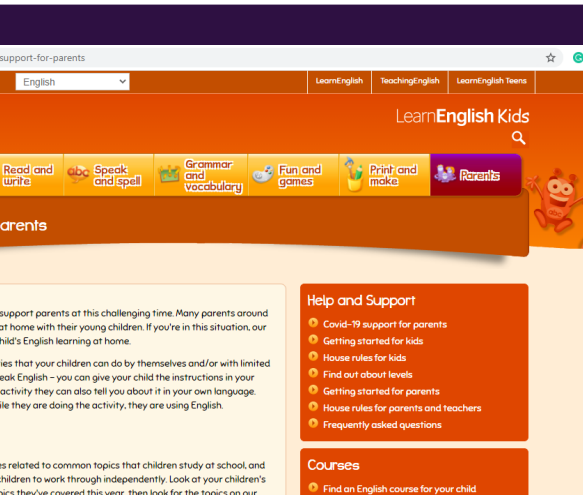 support-for-parents
English
LearnEnglish
TeachingEnglish
LearnEnglish Teens
LearnEnglish Kids
Read and write
abc
Speak and spell
Grammar and vocabulary
Fun and games
Print and make
Parents
arents
support parents at this challenging time. Many parents around
at home with their young children. If you're in this situation, our
hild's English learning at home.
ies that your children can do by themselves and/or with limited
eak English – you can give your child the instructions in your
activity they can also tell you about it in your own language.
ile they are doing the activity, they are using English.
es related to common topics that children study at school, and
children to work through independently. Look at your children's
pics they've covered this year, then look for the topics on our
Help and Support
Covid-19 support for parents
Getting started for kids
House rules for kids
Find out about levels
Getting started for parents
House rules for parents and teachers
Frequently asked questions
Courses
Find an English course for your child